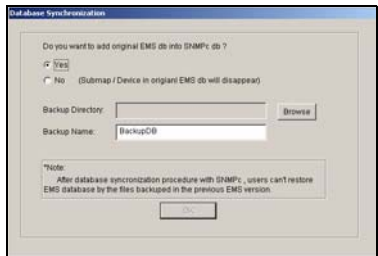 Database Synchronization
Do you want to add original EMS db into SNMPc db ?
Yes
No (Submap / Device in origianl EMS db will disappear)
Backup Directory:
Browse
Backup Name: BackupDB
*Note:
After database syncronization procedure with SNMPc , users can't restore
EMS database by the files backuped in the previous EMS version.
OK